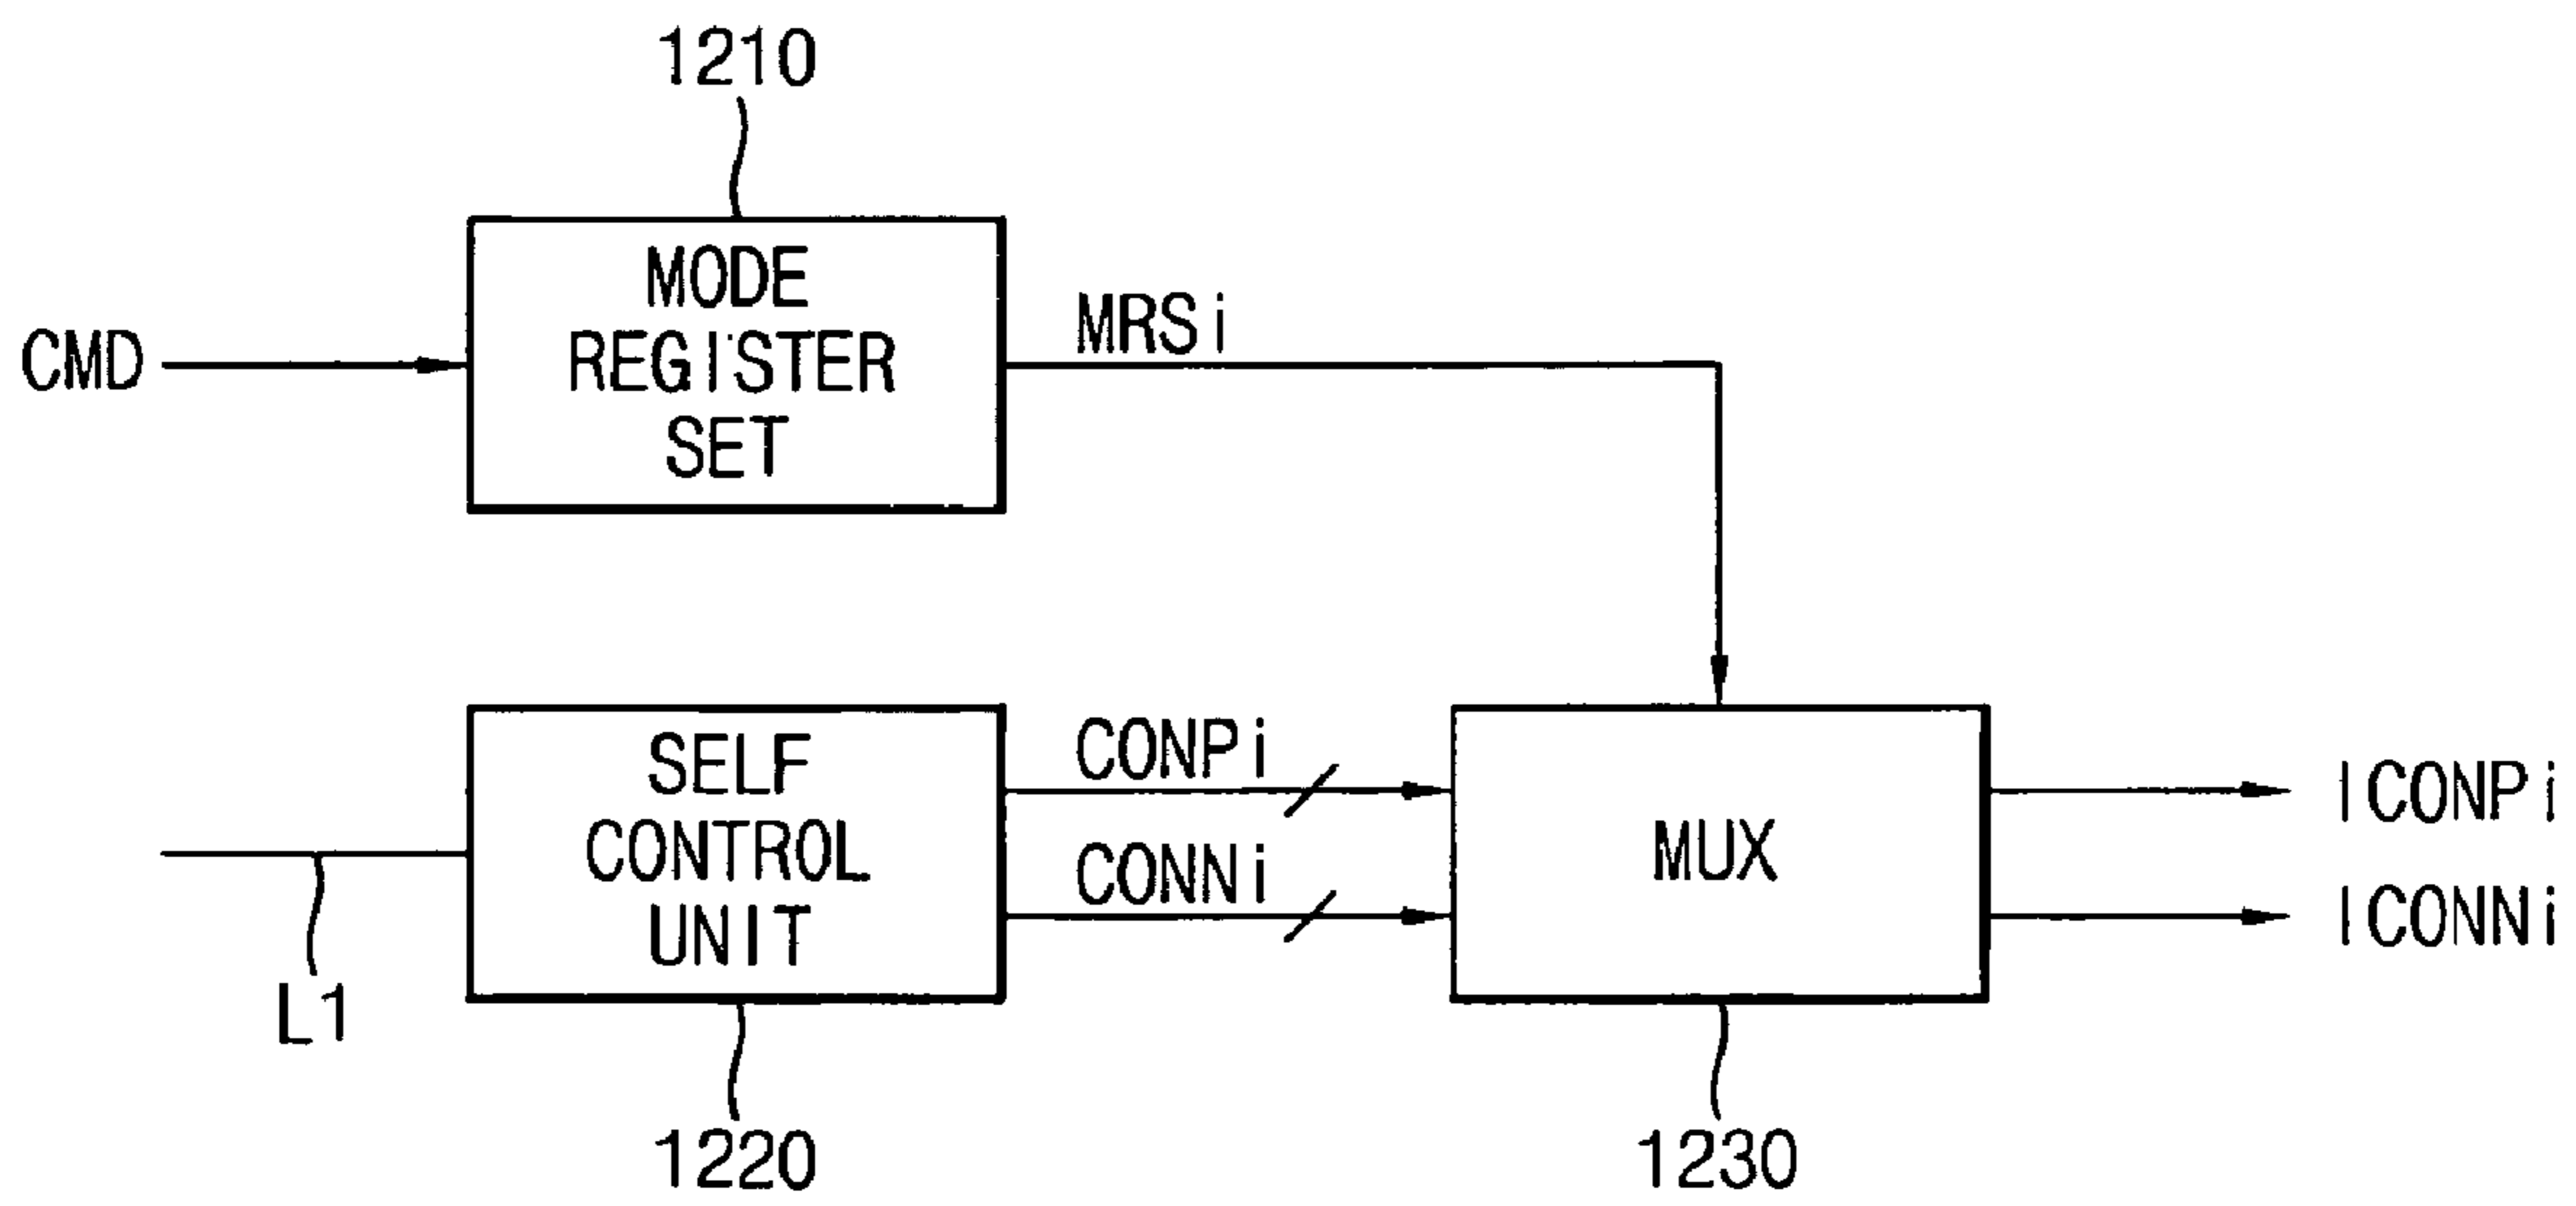 1210
MODE
REGISTER
SET
CMD
MRSi
SELF
CONTROL
UNIT
CONPi
CONNi
MUX
ICONPi
ICONNi
L1
1220
1230